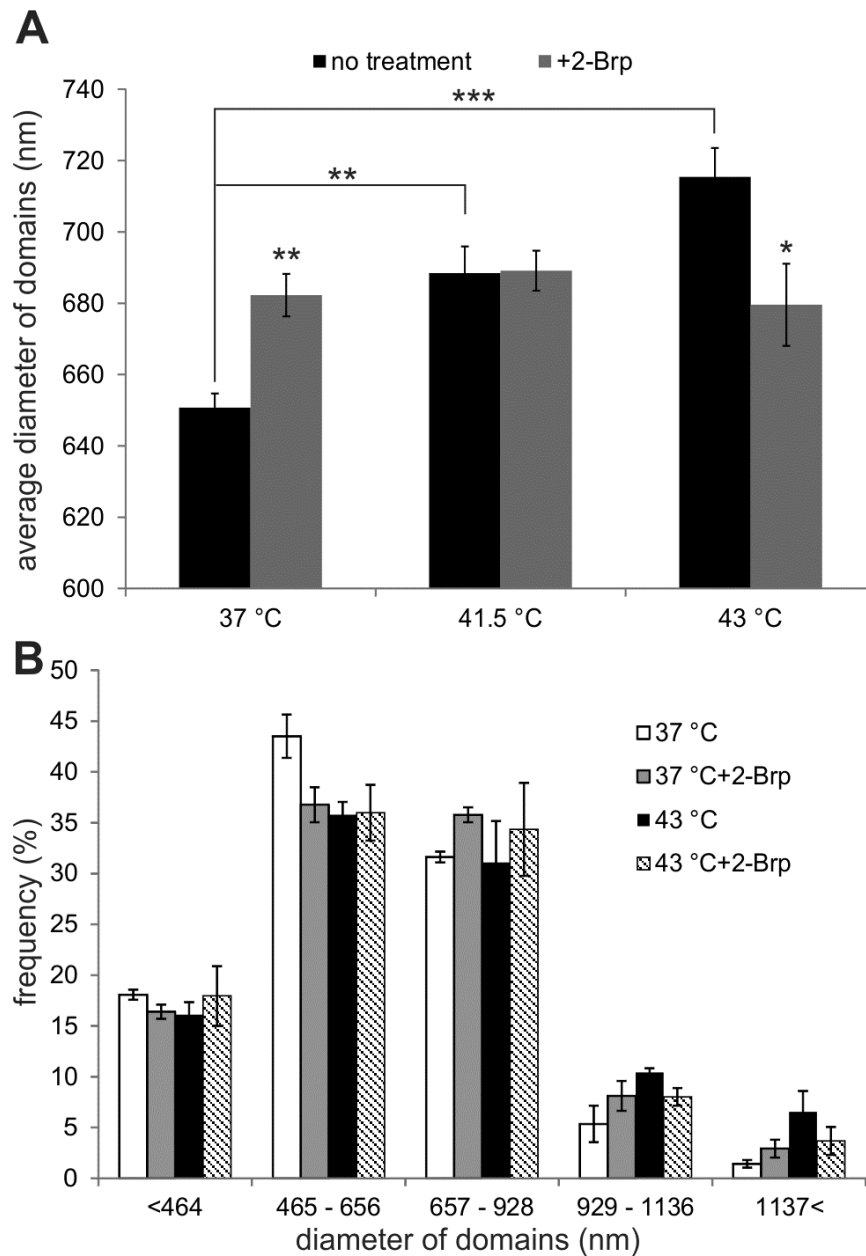 A
no treatment +2-Brp
average diameter of domains (nm)
740
720
700
680
660
640
620
600
***
**
**
*
37 °C 41.5 °C 43 °C
B
frequency (%)
50
45
40
35
30
25
20
15
10
5
0
37 °C
37 °C+2-Brp
43 °C
43 °C+2-Brp
<464 465 - 656 657 - 928 929 - 1136 1137<
diameter of domains (nm)